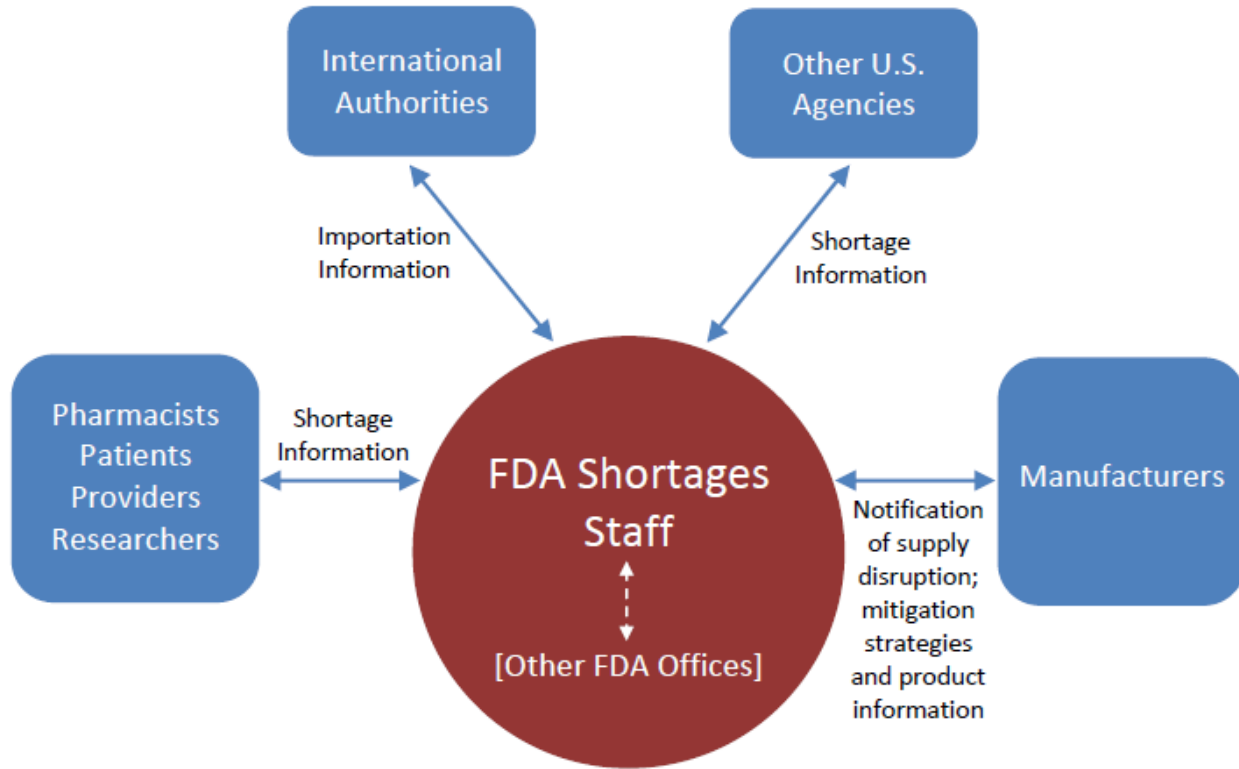 International
Authorities
Other U.S.
Agencies
Importation
Information
Shortage
Information
Pharmacists
Patients
Providers
Researchers
Shortage
Information
FDA Shortages
Staff
[Other FDA Offices]
Manufacturers
Notification
of supply
disruption;
mitigation
strategies
and product
information